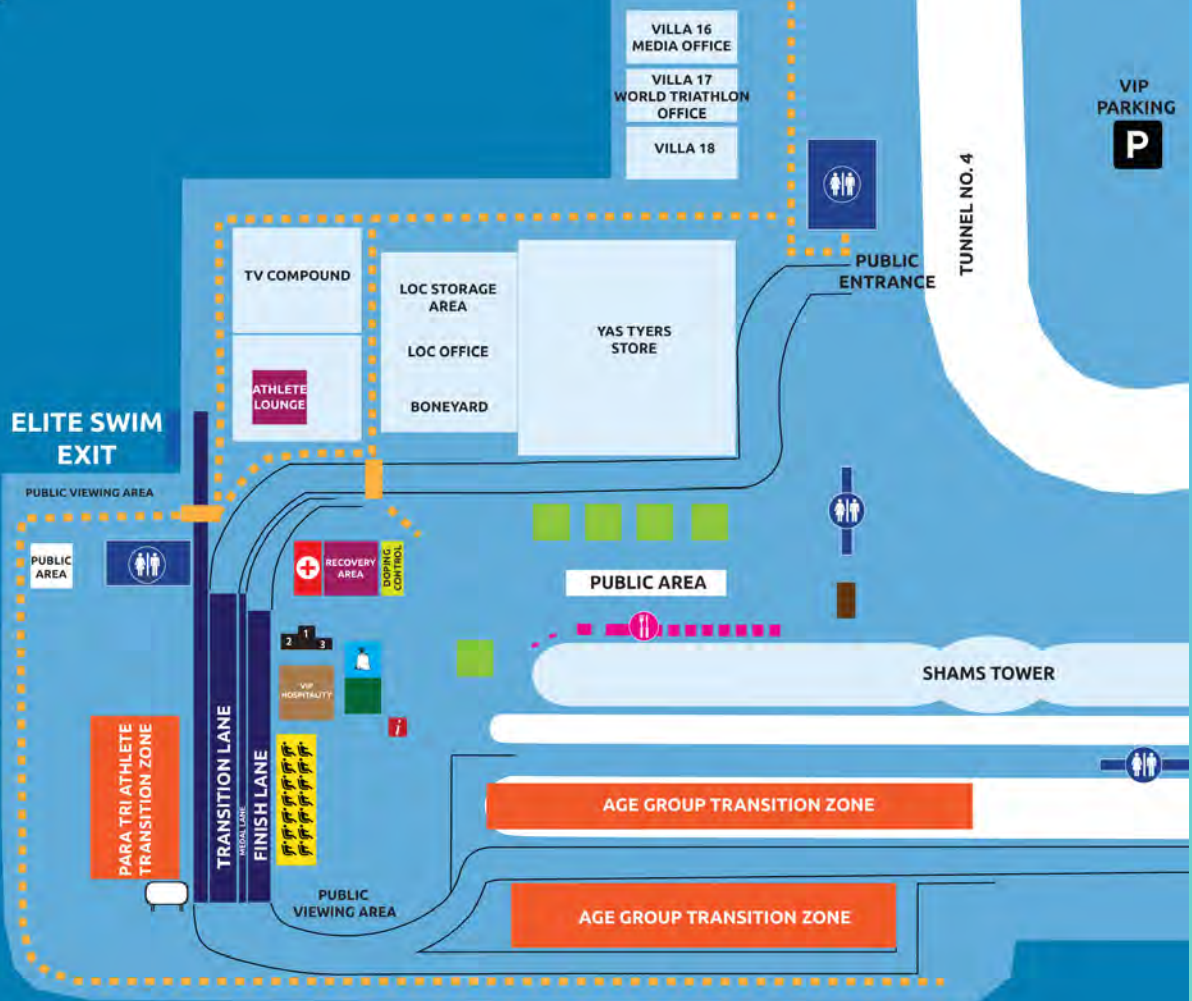 VILLA 16
MEDIA OFFICE
VILLA 17
WORLD TRIATHLON
OFFICE
VILLA 18
VIP
PARKING
P
TUNNEL NO. 4
PUBLIC
ENTRANCE
TV COMPOUND
LOC STORAGE
AREA
LOC OFFICE
BONEYARD
YAS TYERS
STORE
ATHLETE
LOUNGE
ELITE SWIM
EXIT
PUBLIC VIEWING AREA
PUBLIC
AREA
RECOVERY
AREA
DOPING
CONTROL
PUBLIC AREA
1
2
3
VIP
HOSPITALITY
i
SHAMS TOWER
PARA TRI ATHLETE
TRANSITION ZONE
TRANSITION LANE
MEDAL LANE
FINISH LANE
AGE GROUP TRANSITION ZONE
PUBLIC
VIEWING AREA
AGE GROUP TRANSITION ZONE